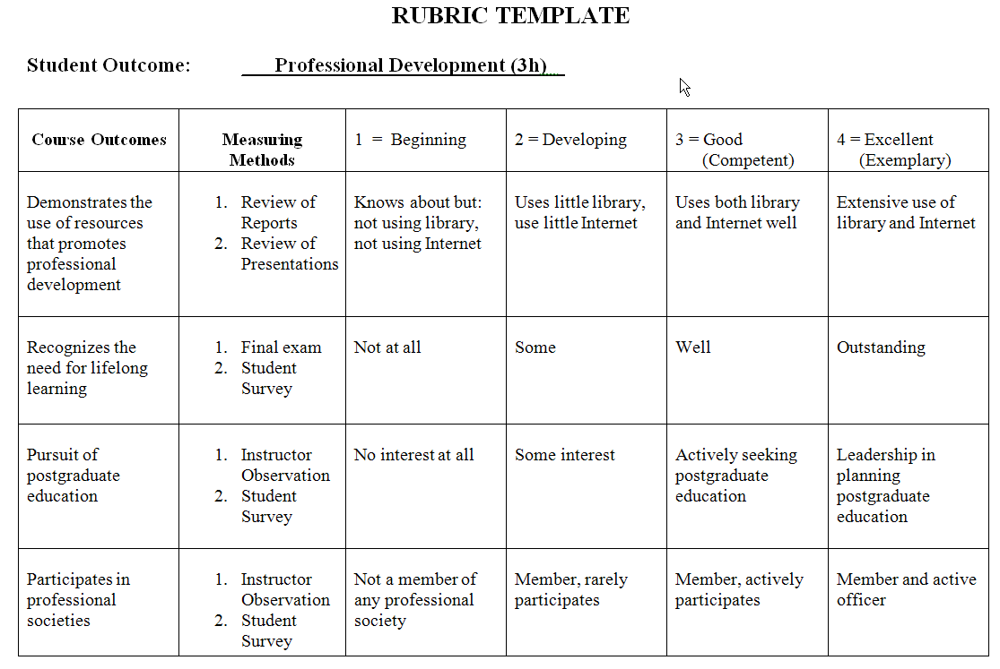 RUBRIC TEMPLATE
Student Outcome: Professional Development (3h)
Course Outcomes
Measuring
Methods
1 = Beginning
2 = Developing
3 = Good
(Competent)
4 = Excellent
(Exemplary)
Demonstrates the
use of resources
that promotes
professional
development
1. Review of
Reports
2. Review of
Presentations
Knows about but:
not using library,
not using Internet
Uses little library,
use little Internet
Uses both library
and Internet well
Extensive use of
library and Internet
Recognizes the
need for lifelong
learning
1. Final exam
2. Student
Survey
Not at all
Some
Well
Outstanding
Pursuit of
postgraduate
education
1. Instructor
Observation
2. Student
Survey
No interest at all
Some interest
Actively seeking
postgraduate
education
Leadership in
planning
postgraduate
education
Participates in
professional
societies
1. Instructor
Observation
2. Student
Survey
Not a member of
any professional
society
Member, rarely
participates
Member, actively
participates
Member and active
officer